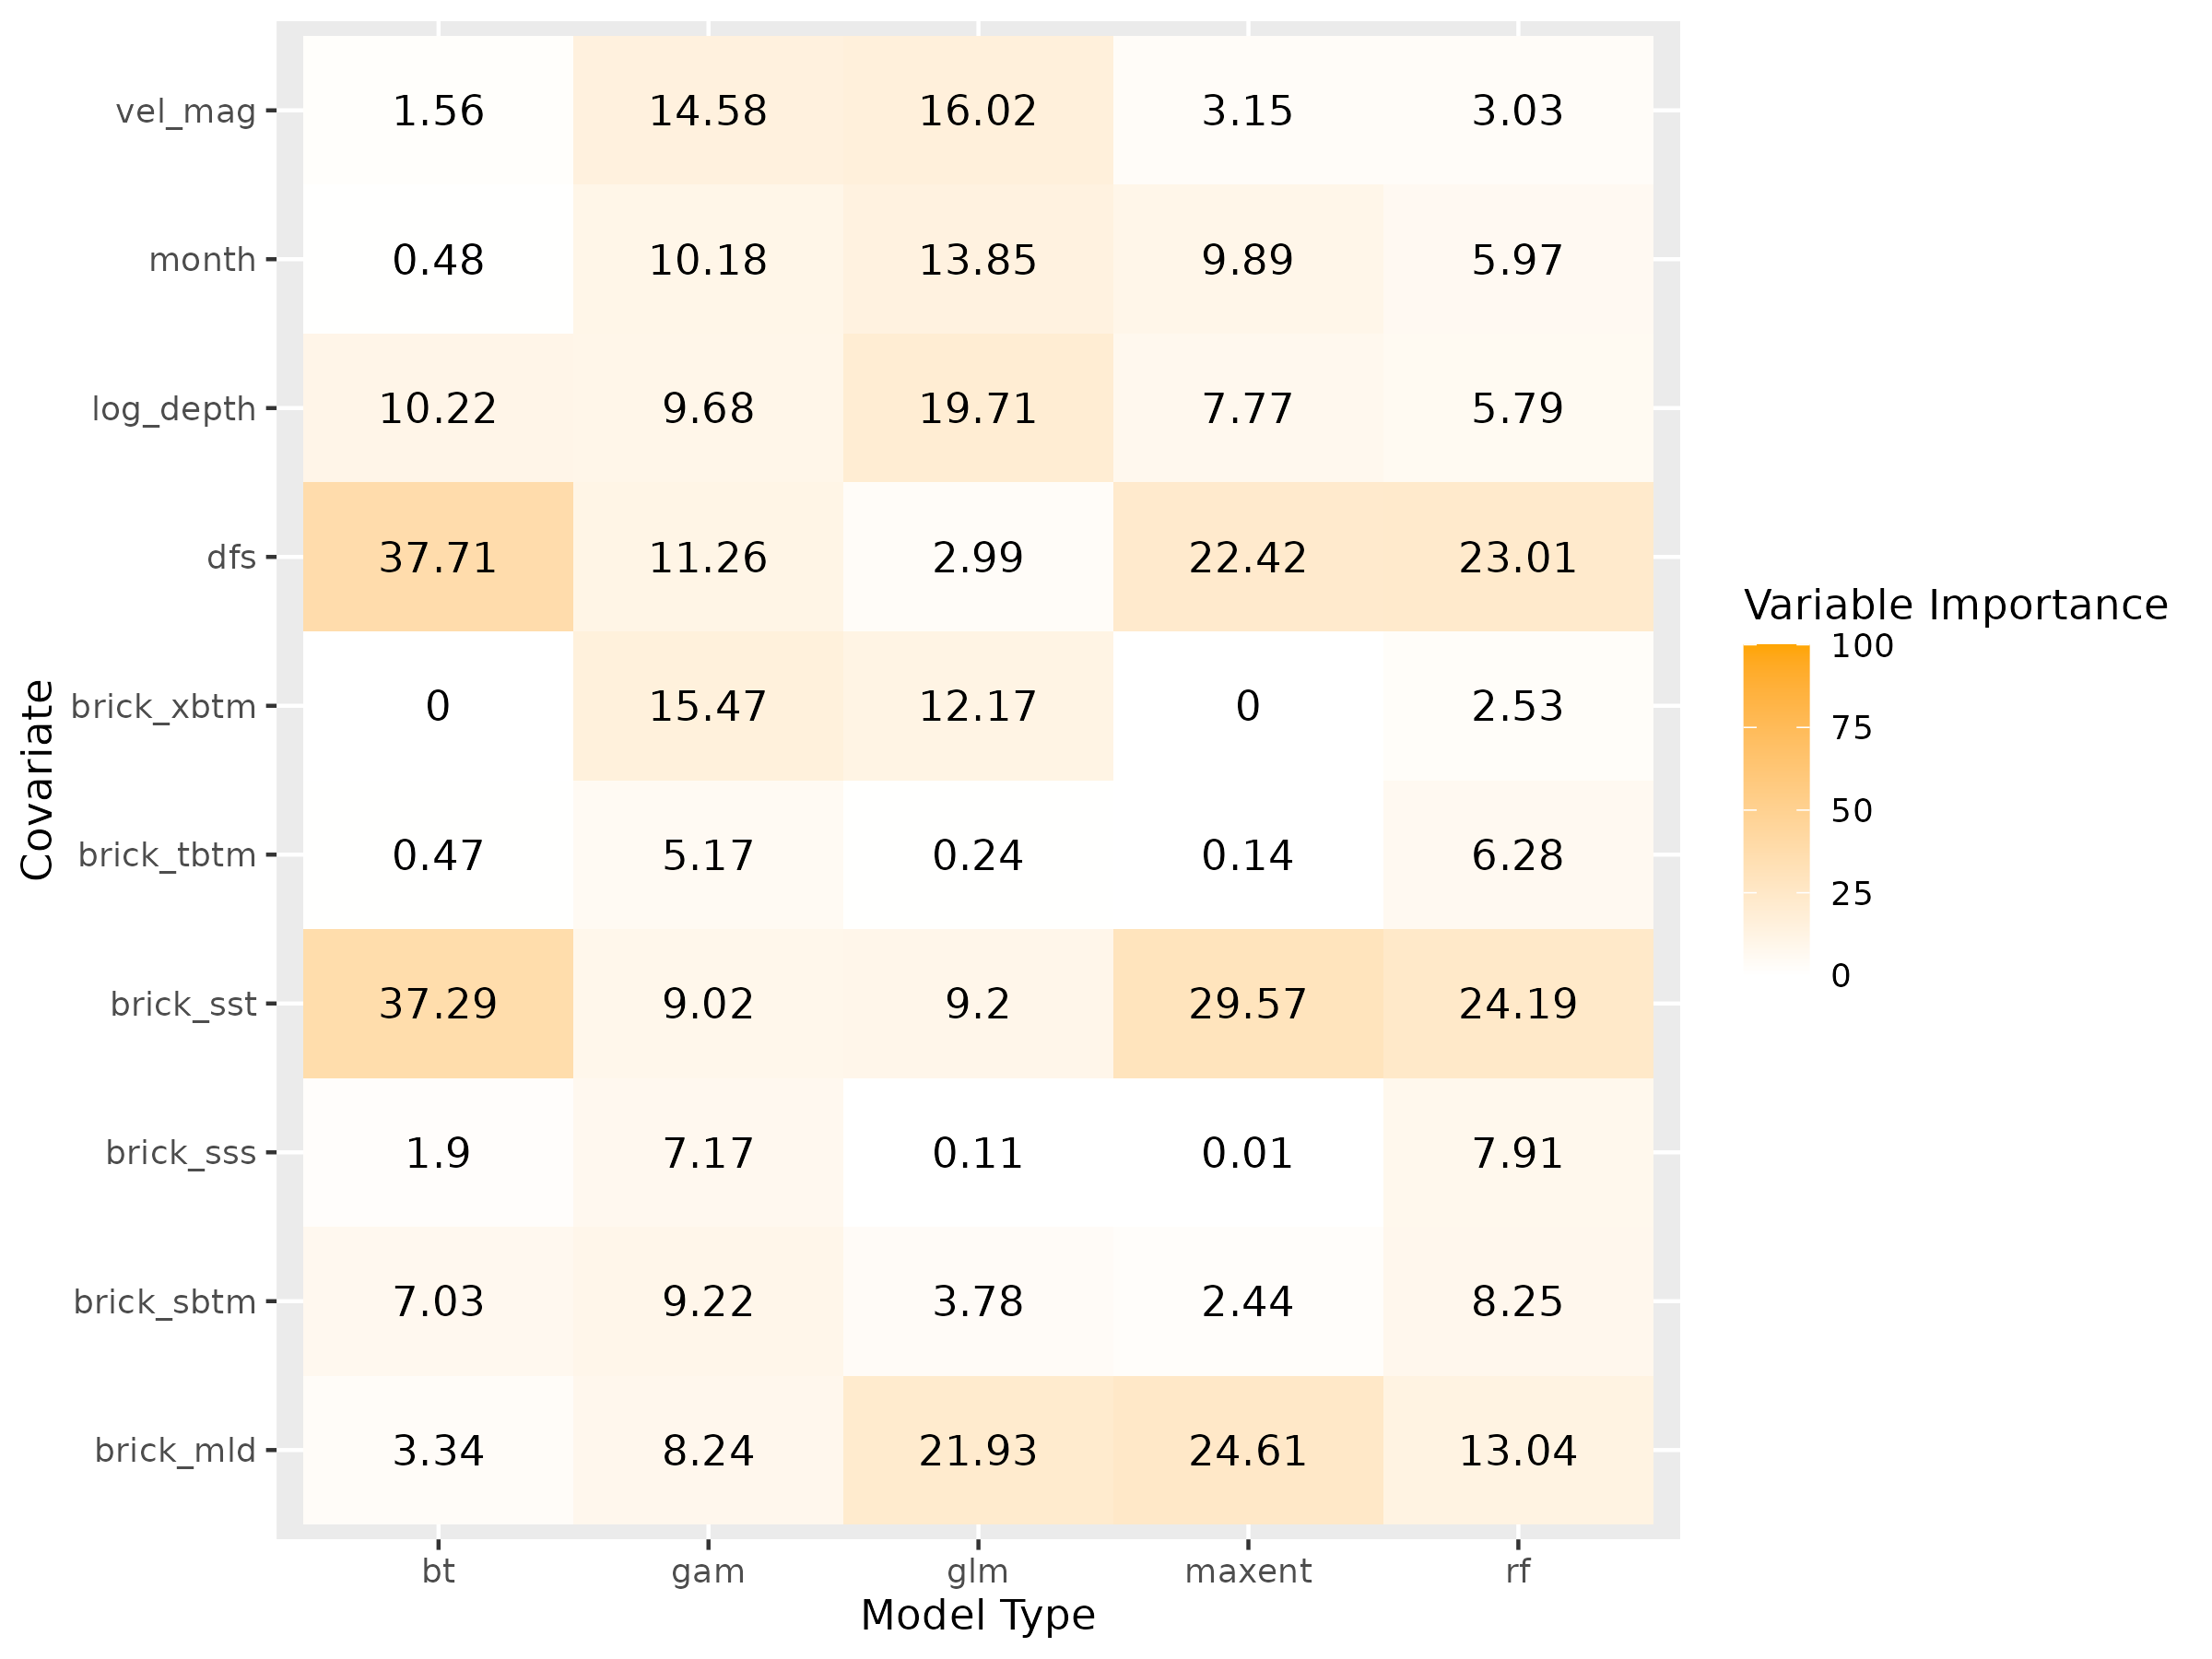 vel_mag 1.56 14.58 16.02 3.15 3.03
month 0.48 10.18 13.85 9.89 5.97
log_depth 10.22 9.68 19.71 7.77 5.79
dfs 37.71 11.26 2.99 22.42 23.01
brick_xbtm 0 15.47 12.17 0 2.53
brick_tbtm 0.47 5.17 0.24 0.14 6.28
brick_sst 37.29 9.02 9.2 29.57 24.19
brick_sss 1.9 7.17 0.11 0.01 7.91
brick_sbtm 7.03 9.22 3.78 2.44 8.25
brick_mld 3.34 8.24 21.93 24.61 13.04
bt gam glm maxent rf
Model Type
Covariate
Variable Importance
100
75
50
25
0